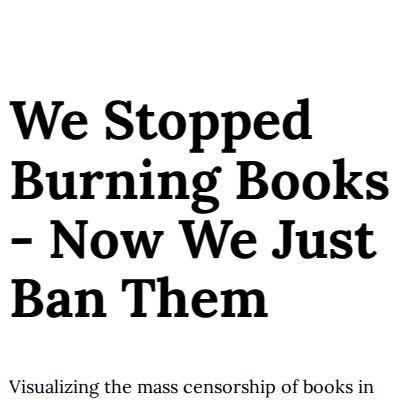 We Stopped
Burning Books
- Now We Just
Ban Them
Visualizing the mass censorship of books in